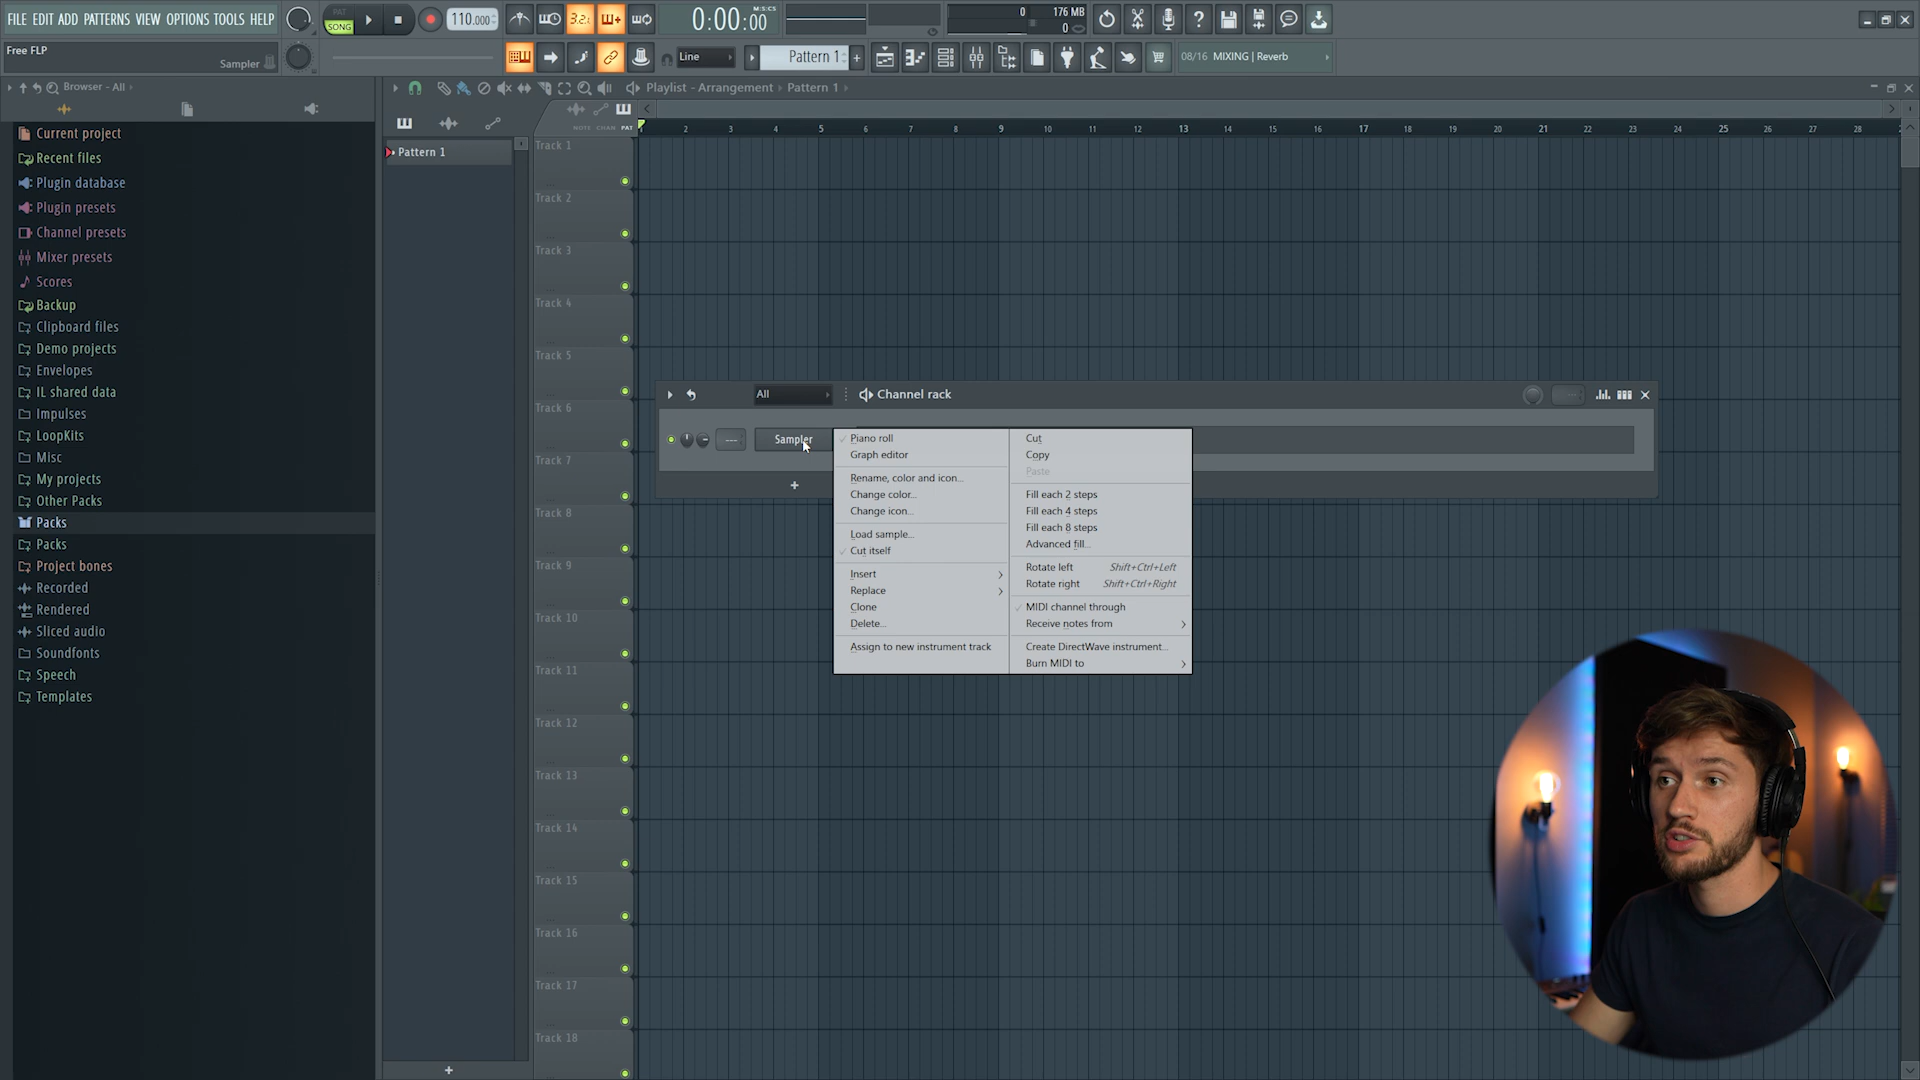 FILE EDIT ADD PATTERNS VIEW OPTIONS TOOLS HELP
PAT
SONG
110.000
3.2.
0:00:00
M:S:CS
0
176 MB
0
Free FLP
Sampler
Line
Pattern 1
+
08/16 MIXING | Reverb
Browser - All
Playlist - Arrangement › Pattern 1 ›
Current project
Recent files
Plugin database
Plugin presets
Channel presets
Mixer presets
Scores
Backup
Clipboard files
Demo projects
Envelopes
IL shared data
Impulses
LoopKits
Misc
My projects
Other Packs
Packs
Packs
Project bones
Recorded
Rendered
Sliced audio
Soundfonts
Speech
Templates
Pattern 1
NOTE CHAN PAT
1 2 3 4 5 6 7 8 9 10 11 12 13 14 15 16 17 18 19 20 21 22 23 24 25 26 27 28
Track 1
Track 2
Track 3
Track 4
Track 5
Track 6
Track 7
Track 8
Track 9
Track 10
Track 11
Track 12
Track 13
Track 14
Track 15
Track 16
Track 17
Track 18
All
Channel rack
---
Sampler
+
Piano roll
Graph editor
Rename, color and icon...
Change color...
Change icon...
Load sample...
Cut itself
Insert
Replace
Clone
Delete...
Assign to new instrument track
Cut
Copy
Paste
Fill each 2 steps
Fill each 4 steps
Fill each 8 steps
Advanced fill...
Rotate left Shift+Ctrl+Left
Rotate right Shift+Ctrl+Right
MIDI channel through
Receive notes from
Create DirectWave instrument...
Burn MIDI to
+